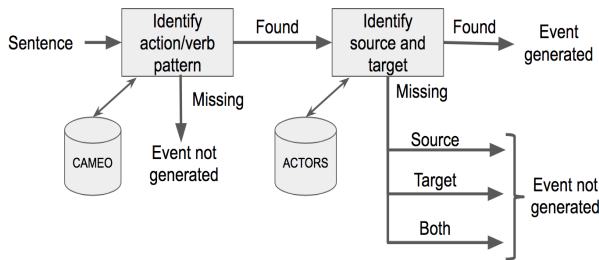 Sentence
Identify
action/verb
pattern
Found
Identify
source and
target
Found
Event
generated
Missing
CAMEO
Event not
generated
Missing
ACTORS
Source
Target
Both
Event not
generated